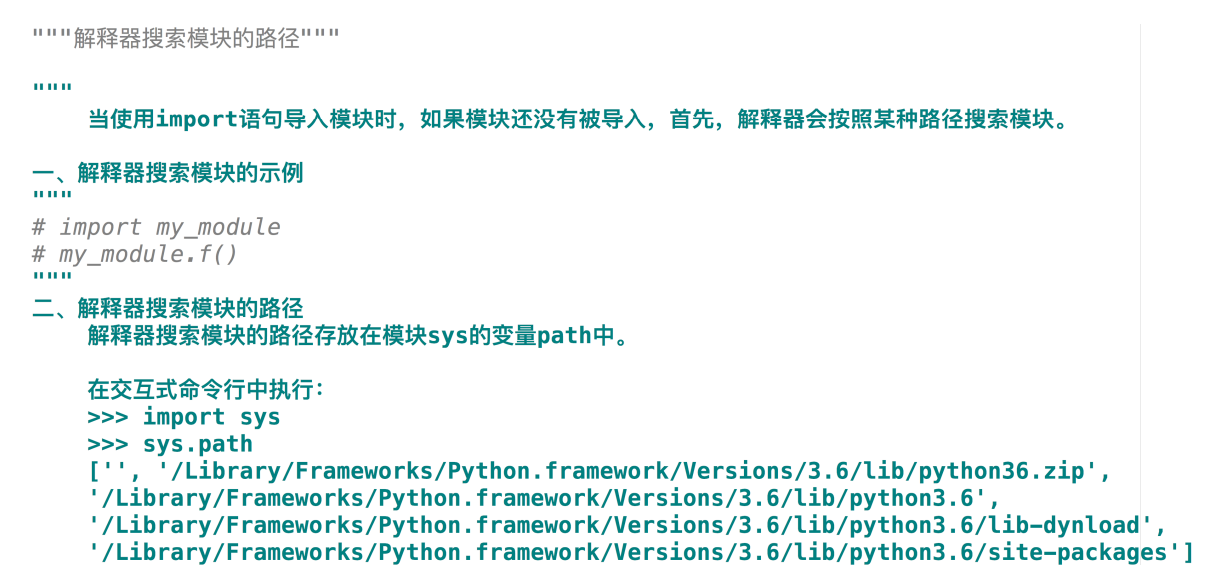 """解释器搜索模块的路径"""
"""
当使用import语句导入模块时，如果模块还没有被导入，首先，解释器会按照某种路径搜索模块。
一、解释器搜索模块的示例
"""
# import my_module
# my_module.f()
"""
二、解释器搜索模块的路径
解释器搜索模块的路径存放在模块sys的变量path中。
在交互式命令行中执行：
>>> import sys
>>> sys.path
['', '/Library/Frameworks/Python.framework/Versions/3.6/lib/python36.zip',
'/Library/Frameworks/Python.framework/Versions/3.6/lib/python3.6',
'/Library/Frameworks/Python.framework/Versions/3.6/lib/python3.6/lib-dynload',
'/Library/Frameworks/Python.framework/Versions/3.6/lib/python3.6/site-packages']